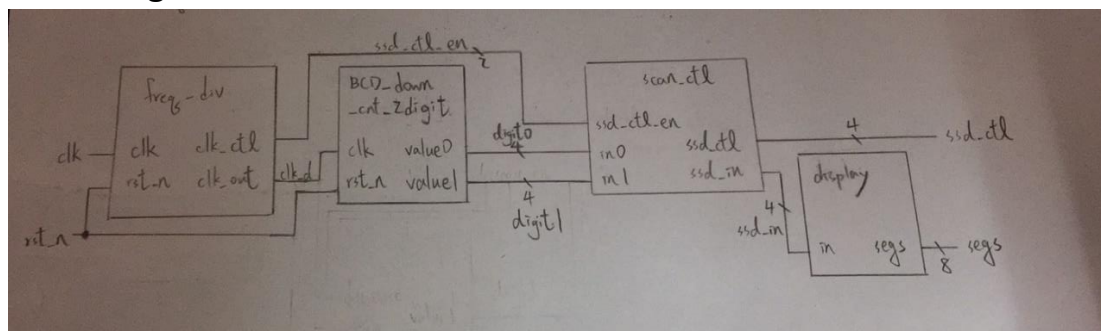 ssd_ctl_en
2
freq_div
clk
clk_ctl
rst_n
clk_out
clk
rst_n
clk_d
BCD_down
_cnt_2digit
clk
value0
rst_n
value1
digit0
4
4
digit1
scan_ctl
ssd_ctl_en
in0
in1
ssd_ctl
ssd_in
4
ssd_ctl
4
ssd_in
display
in
segs
8
segs